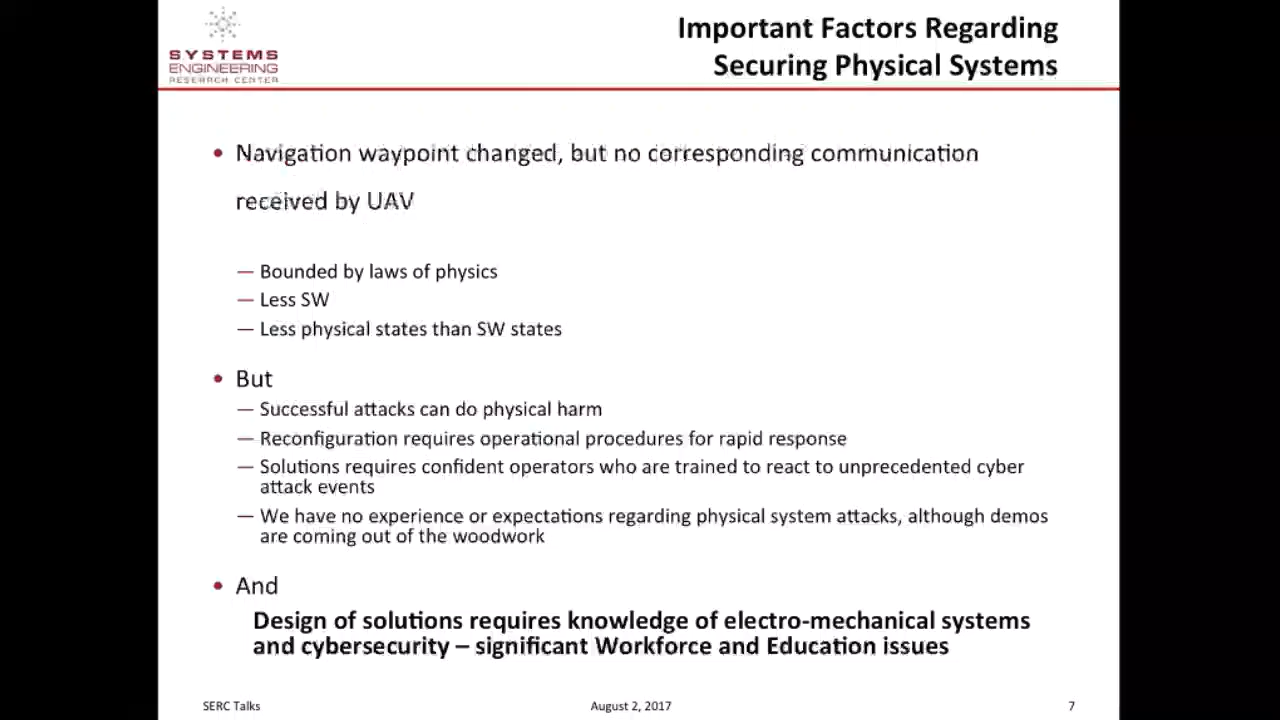 SYSTEMS
ENGINEERING
RESEARCH CENTER
Important Factors Regarding
Securing Physical Systems
• Navigation waypoint changed, but no corresponding communication
received by UAV
— Bounded by laws of physics
— Less SW
— Less physical states than SW states
• But
— Successful attacks can do physical harm
— Reconfiguration requires operational procedures for rapid response
— Solutions requires confident operators who are trained to react to unprecedented cyber
attack events
— We have no experience or expectations regarding physical system attacks, although demos
are coming out of the woodwork
• And
Design of solutions requires knowledge of electro-mechanical systems
and cybersecurity – significant Workforce and Education issues
SERC Talks
August 2, 2017
7